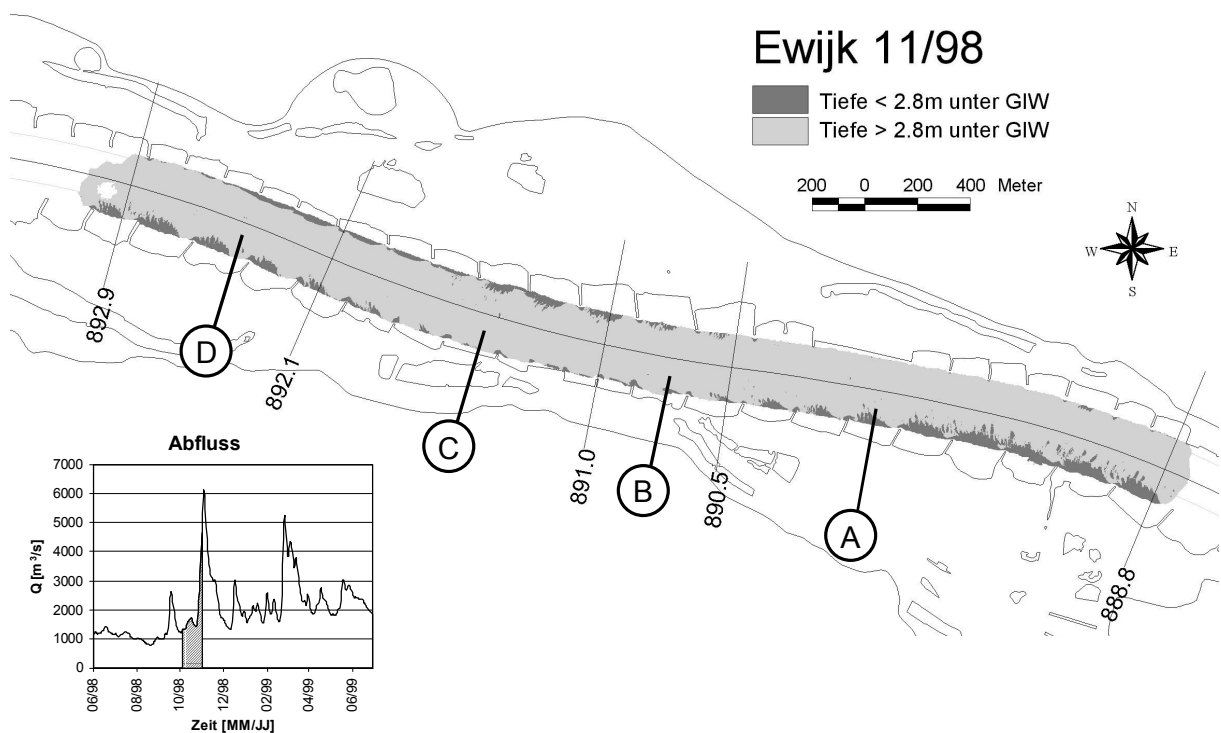 Ewijk 11/98
Tiefe < 2.8m unter GlW
Tiefe > 2.8m unter GlW
200 0 200 400 Meter
N
W E
S
892.9
D
892.1
C
891.0
B
890.5
A
888.8
Abfluss
7000
6000
5000
4000
3000
2000
1000
0
Q [m³/s]
06/98 08/98 10/98 12/98 02/99 04/99 06/99
Zeit [MM/JJ]